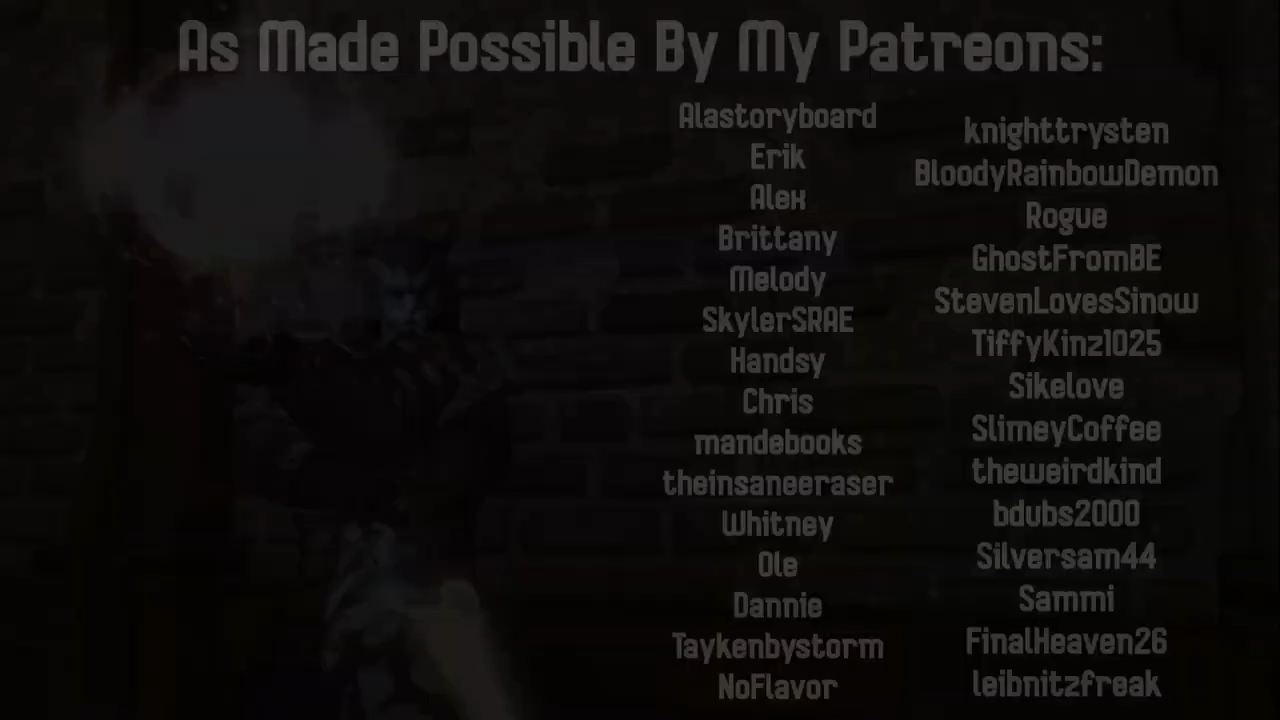 As Made Possible By My Patreons:
Alastoryboard
Erik
Alex
Brittany
Melody
SkylerSRAE
Handsy
Chris
mandebooks
theinsaneeraser
Whitney
Ole
Dannie
Taykenbystorm
NoFlavor
knighttrysten
BloodyRainbowDemon
Rogue
GhostFromBE
StevenLovesSinow
TiffyKinz1025
Sikelove
SlimeyCoffee
theweirdkind
bdubs2000
Silversam44
Sammi
FinalHeaven26
leibnitzfreak